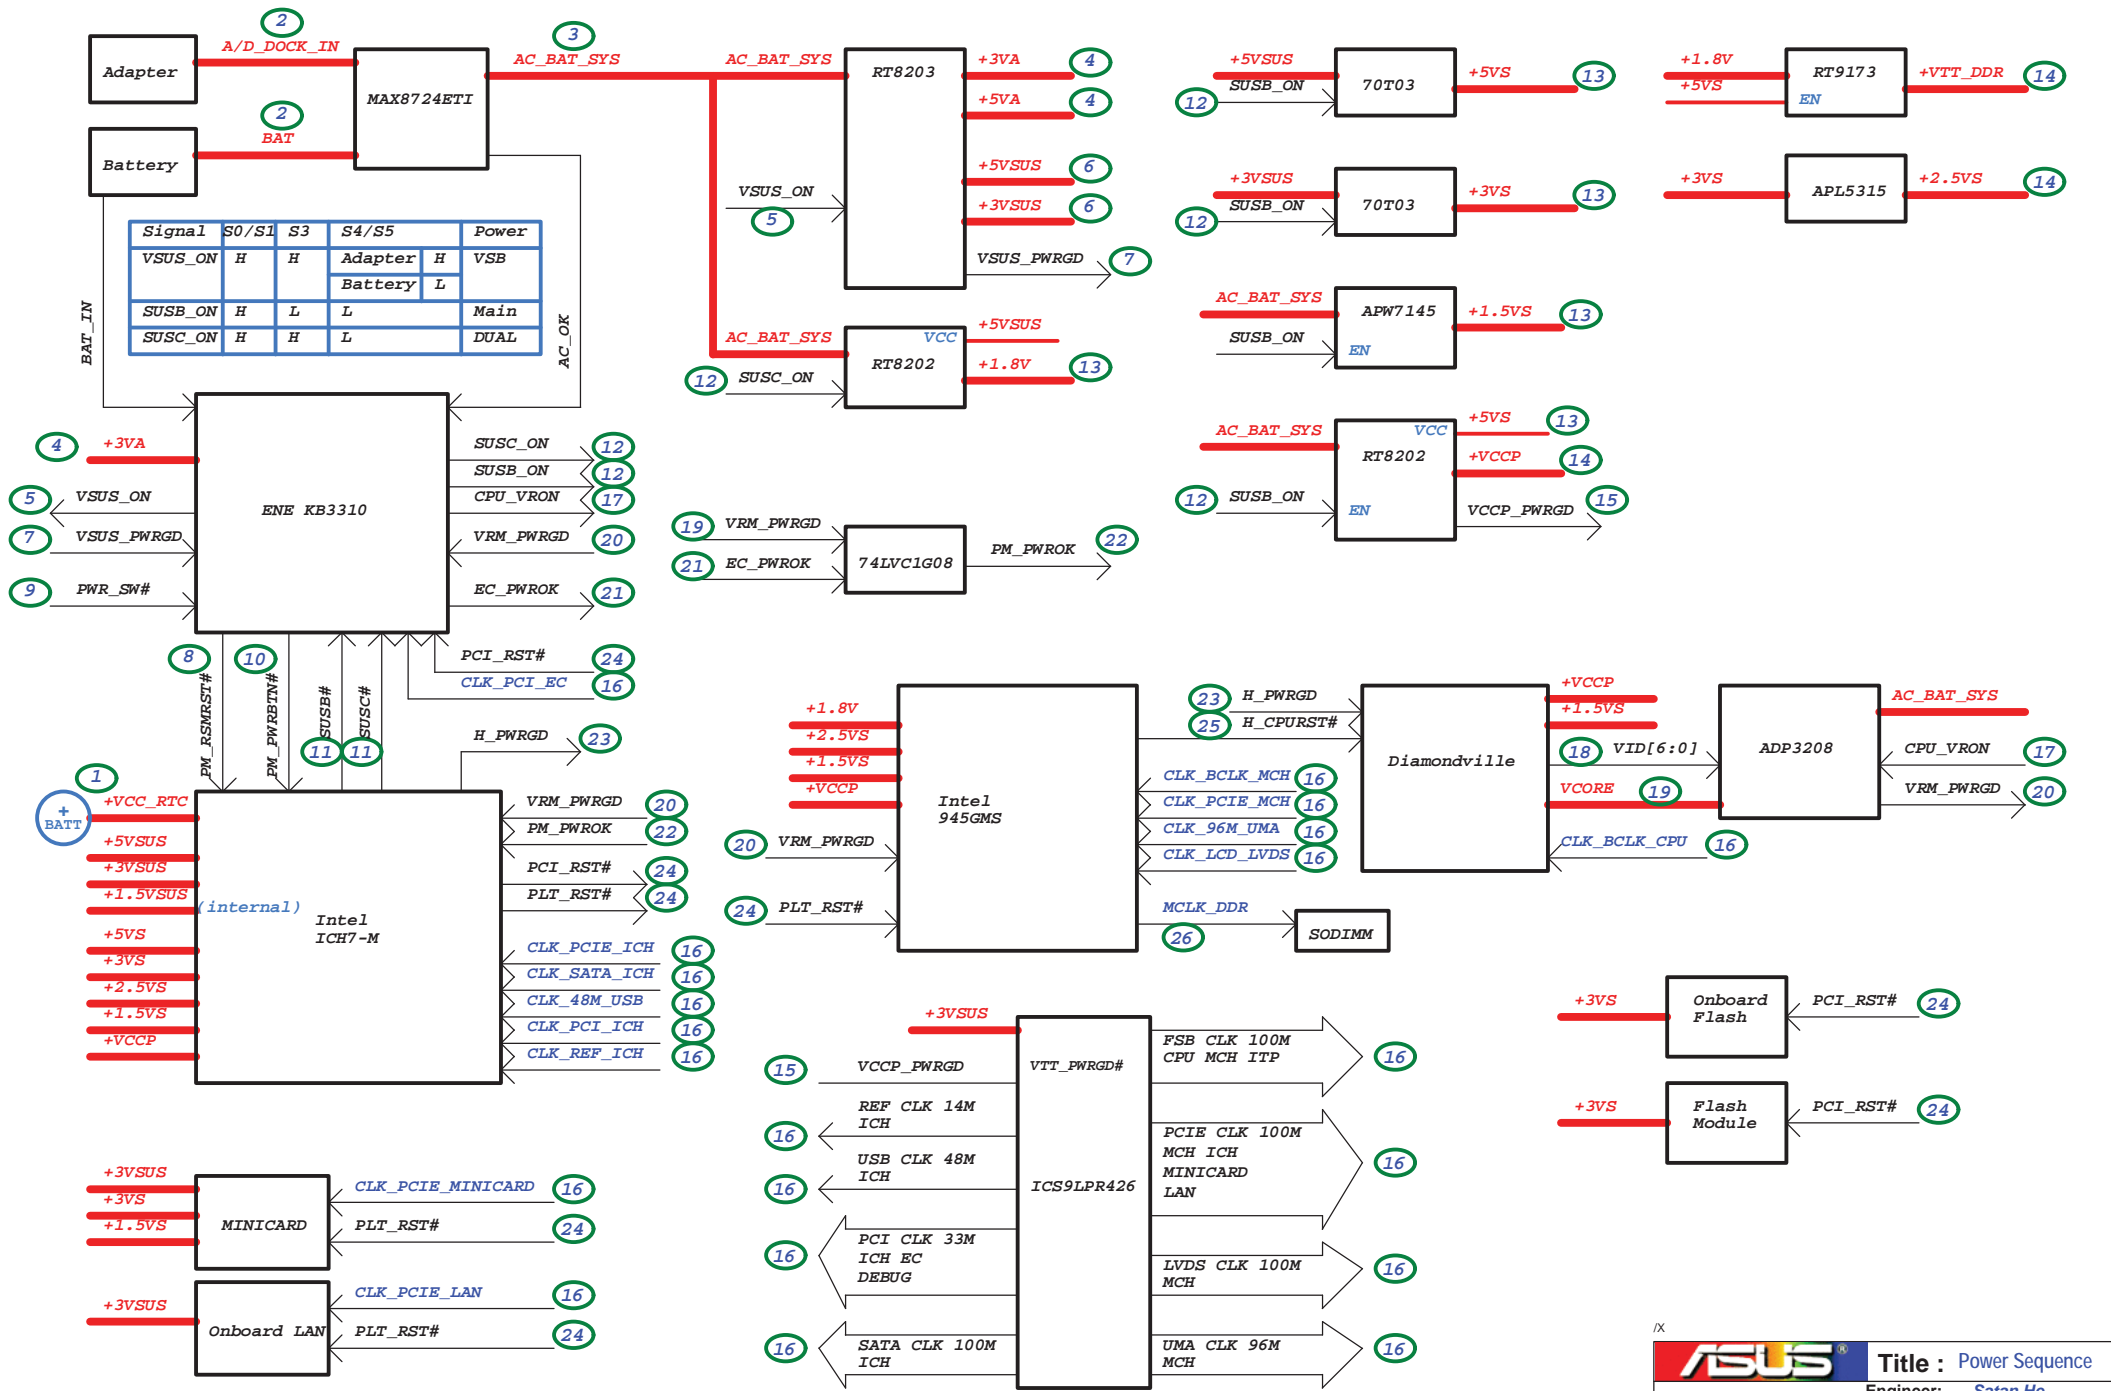 Adapter
2
A/D_DOCK_IN
Battery
2
BAT
MAX8724ETI
3
AC_BAT_SYS
BAT_IN
AC_OK
Signal S0/S1 S3 S4/S5 Power
VSUS_ON H H Adapter H VSB
Battery L
SUSB_ON H L L Main
SUSC_ON H H L DUAL
AC_BAT_SYS
RT8203
+3VA 4
+5VA 4
VSUS_ON
5
+5VSUS 6
+3VSUS 6
VSUS_PWRGD 7
AC_BAT_SYS
VCC
+5VSUS
RT8202
12 SUSC_ON
+1.8V 13
+5VSUS
12 SUSB_ON
70T03
+5VS 13
+3VSUS
12 SUSB_ON
70T03
+3VS 13
AC_BAT_SYS
SUSB_ON
APW7145
EN
+1.5VS 13
AC_BAT_SYS
12 SUSB_ON
VCC
RT8202
EN
+5VS 13
+VCCP 14
VCCP_PWRGD 15
+1.8V
+5VS
RT9173
EN
+VTT_DDR 14
+3VS
APL5315
+2.5VS 14
4 +3VA
5 VSUS_ON
7 VSUS_PWRGD
9 PWR_SW#
ENE KB3310
SUSC_ON 12
SUSB_ON 12
CPU_VRON 17
VRM_PWRGD 20
EC_PWROK 21
PCI_RST# 24
CLK_PCI_EC 16
8 PM_RSMRST#
10 PM_PWRBTN#
11 SUSB#
11 SUSC#
19 VRM_PWRGD
21 EC_PWROK
74LVC1G08
PM_PWROK 22
H_PWRGD 23
1
+
BATT
+VCC_RTC
+5VSUS
+3VSUS
+1.5VSUS
(internal)
+5VS
+3VS
+2.5VS
+1.5VS
+VCCP
Intel
ICH7-M
VRM_PWRGD 20
PM_PWROK 22
PCI_RST# 24
PLT_RST# 24
CLK_PCIE_ICH 16
CLK_SATA_ICH 16
CLK_48M_USB 16
CLK_PCI_ICH 16
CLK_REF_ICH 16
+1.8V
+2.5VS
+1.5VS
+VCCP
20 VRM_PWRGD
24 PLT_RST#
Intel
945GMS
CLK_BCLK_MCH 16
CLK_PCIE_MCH 16
CLK_96M_UMA 16
CLK_LCD_LVDS 16
MCLK_DDR
26
SODIMM
23 H_PWRGD
25 H_CPURST#
Diamondville
+VCCP
+1.5VS
18 VID[6:0]
VCORE 19
CLK_BCLK_CPU 16
ADP3208
AC_BAT_SYS
CPU_VRON 17
VRM_PWRGD 20
+3VSUS
15 VCCP_PWRGD
VTT_PWRGD#
REF CLK 14M
ICH
16
USB CLK 48M
ICH
16
PCI CLK 33M
ICH EC
DEBUG
16
SATA CLK 100M
ICH
16
ICS9LPR426
FSB CLK 100M
CPU MCH ITP
16
PCIE CLK 100M
MCH ICH
MINICARD
LAN
16
LVDS CLK 100M
MCH
16
UMA CLK 96M
MCH
16
+3VS
Onboard
Flash
PCI_RST# 24
+3VS
Flash
Module
PCI_RST# 24
+3VSUS
+3VS
+1.5VS
MINICARD
CLK_PCIE_MINICARD 16
PLT_RST# 24
+3VSUS
Onboard LAN
CLK_PCIE_LAN 16
PLT_RST# 24
/X
ASUS®
Title : Power Sequence
Engineer: Satan He